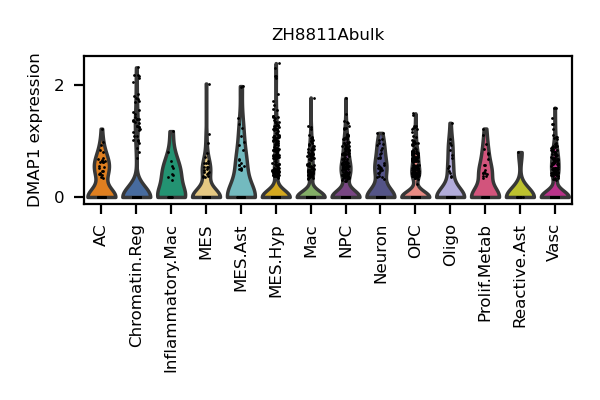 ZH8811Abulk
DMAP1 expression
2
0
AC
Chromatin.Reg
Inflammatory.Mac
MES
MES.Ast
MES.Hyp
Mac
NPC
Neuron
OPC
Oligo
Prolif.Metab
Reactive.Ast
Vasc